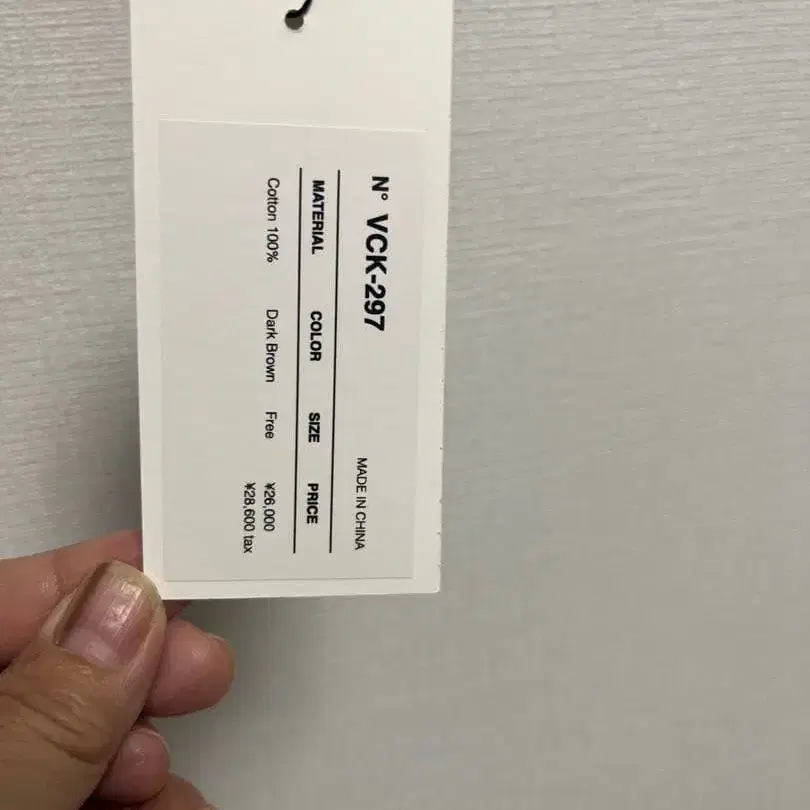 N° VCK-297
MADE IN CHINA
MATERIAL COLOR SIZE PRICE
Cotton 100% Dark Brown Free ¥26,000
¥28,600 tax